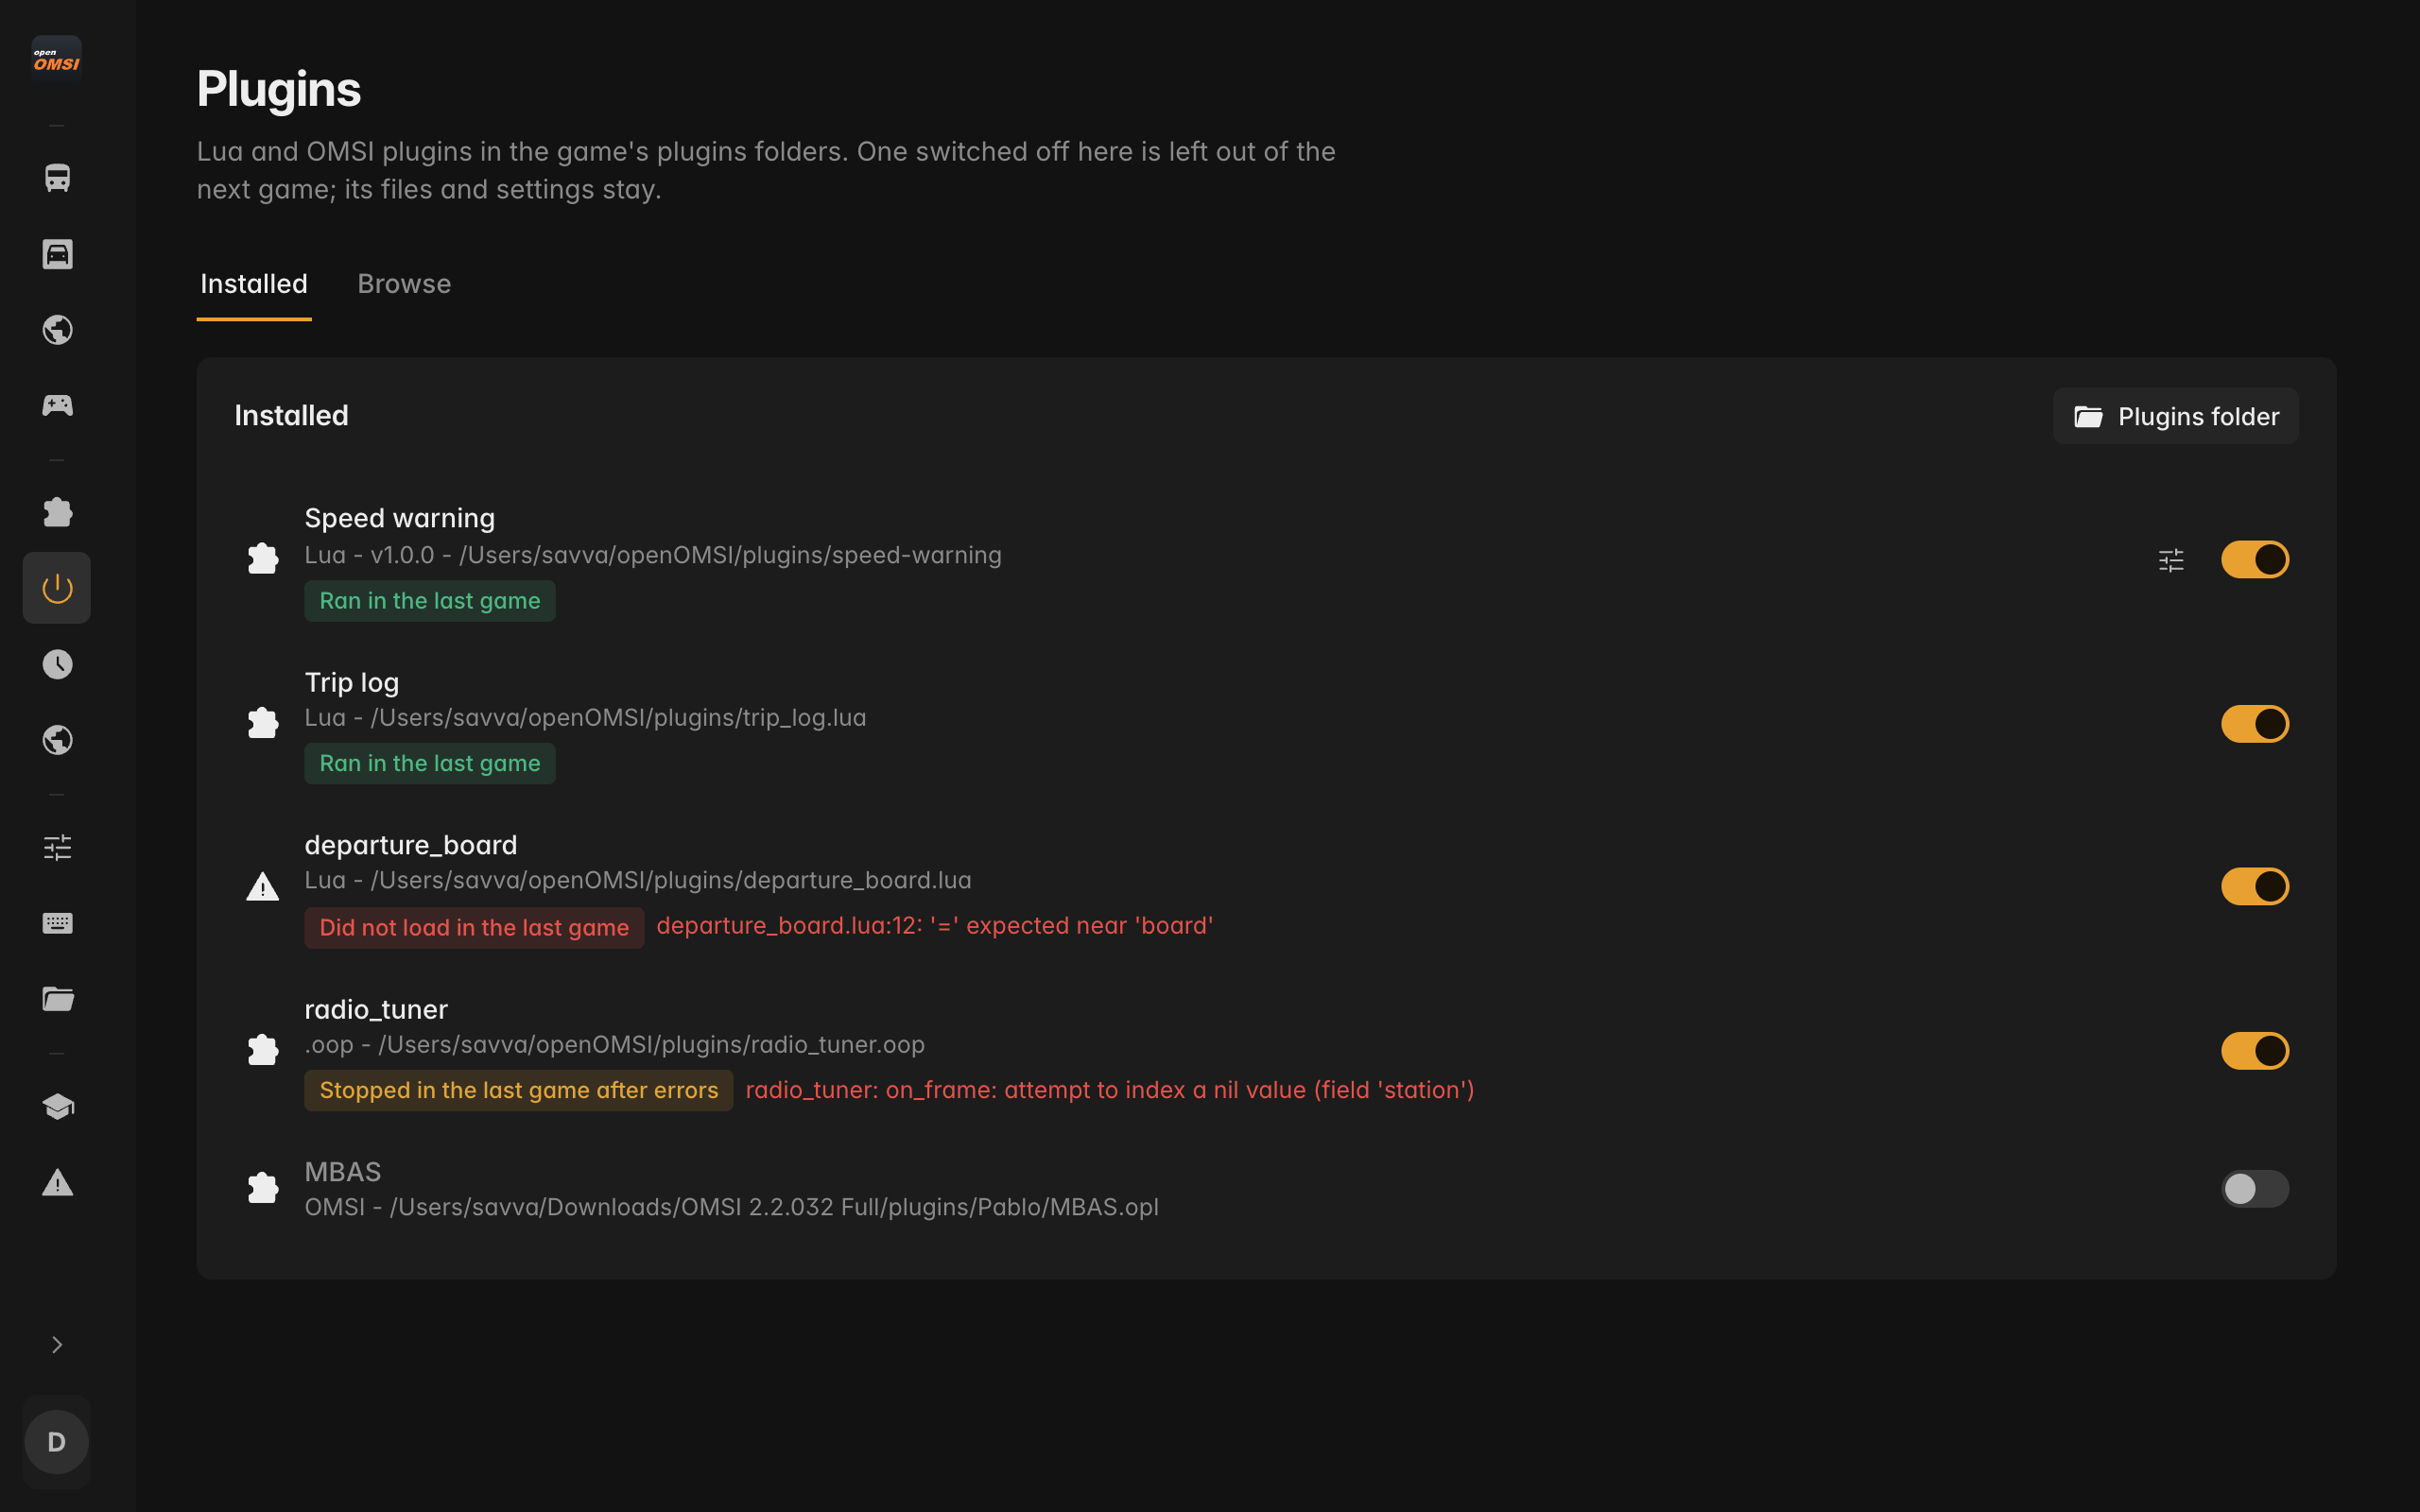 open
OMSI
Plugins
Lua and OMSI plugins in the game's plugins folders. One switched off here is left out of the
next game; its files and settings stay.
Installed
Browse
Installed
Plugins folder
Speed warning
Lua - v1.0.0 - /Users/savva/openOMSI/plugins/speed-warning
Ran in the last game
Trip log
Lua - /Users/savva/openOMSI/plugins/trip_log.lua
Ran in the last game
departure_board
Lua - /Users/savva/openOMSI/plugins/departure_board.lua
Did not load in the last game departure_board.lua:12: '=' expected near 'board'
radio_tuner
.oop - /Users/savva/openOMSI/plugins/radio_tuner.oop
Stopped in the last game after errors radio_tuner: on_frame: attempt to index a nil value (field 'station')
MBAS
OMSI - /Users/savva/Downloads/OMSI 2.2.032 Full/plugins/Pablo/MBAS.opl
D